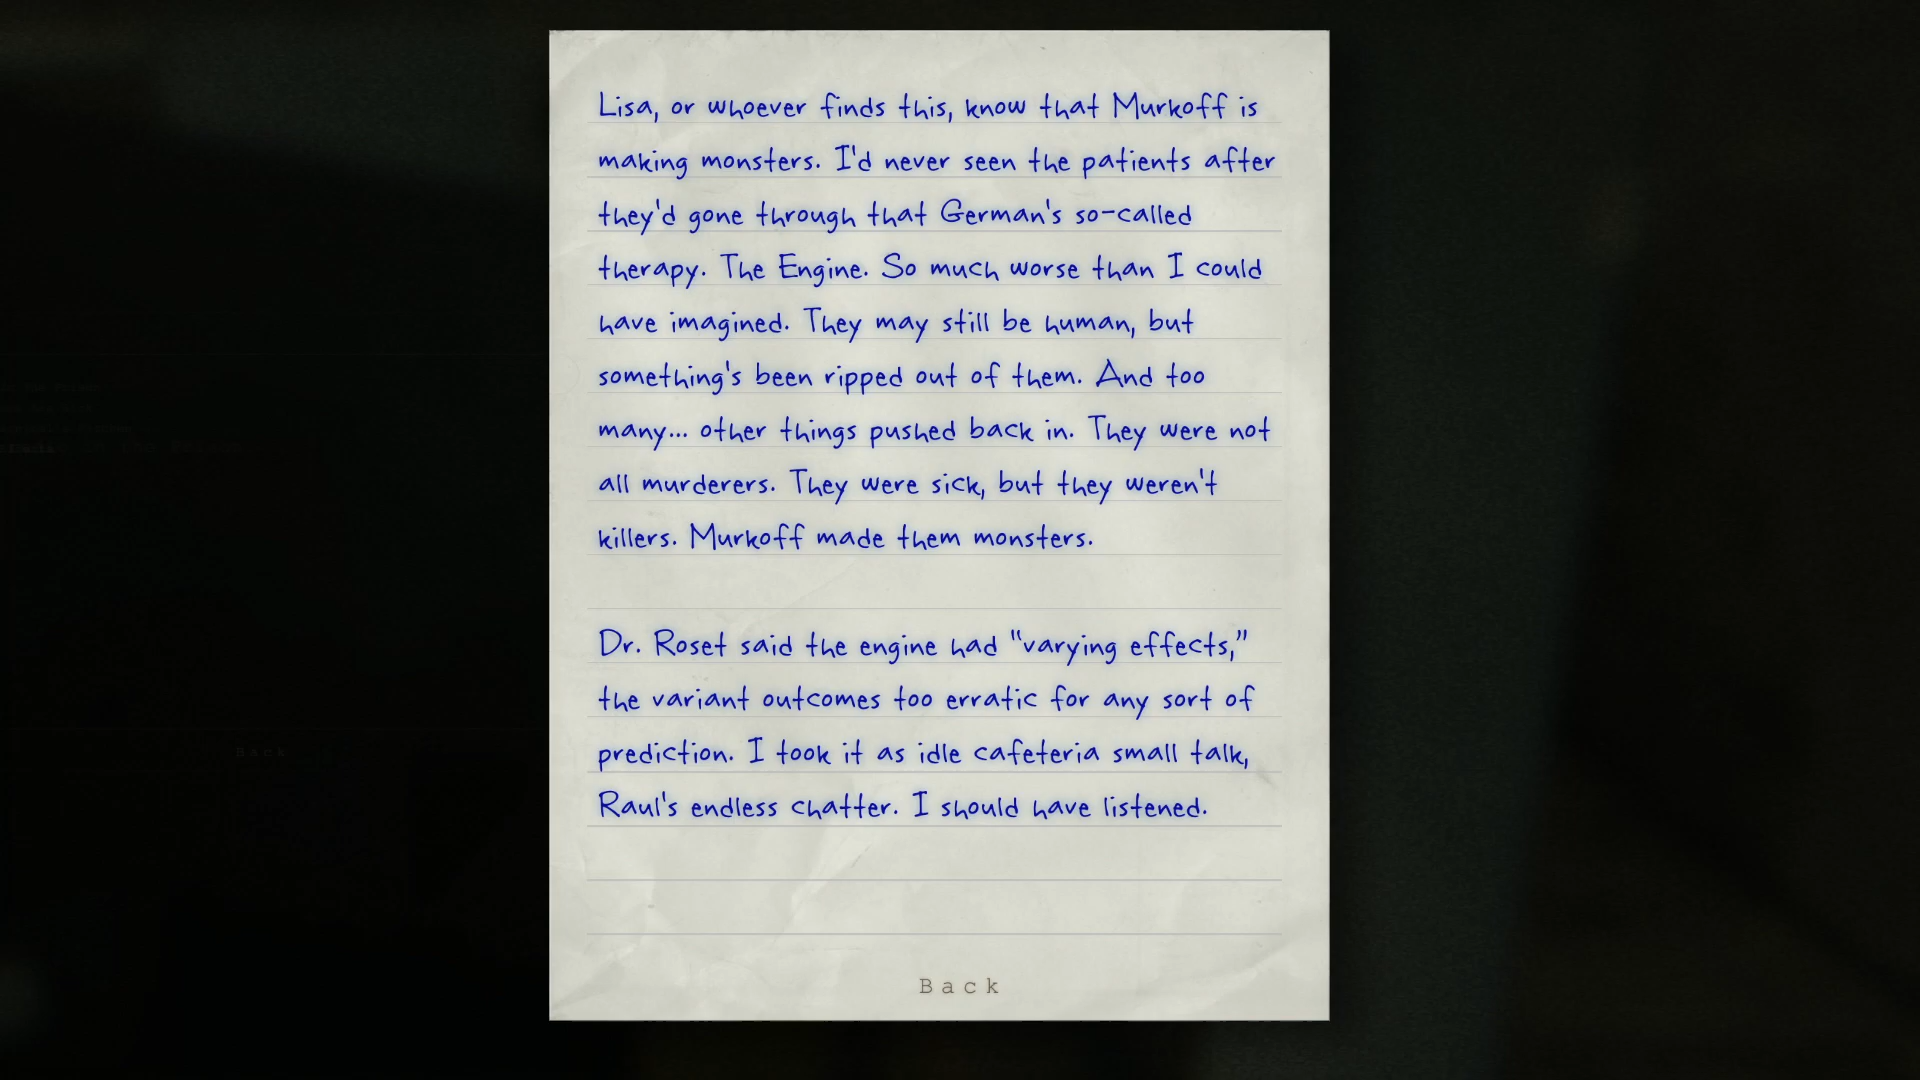 Lisa, or whoever finds this, know that Murkoff is
making monsters. I'd never seen the patients after
they'd gone through that German's so-called
therapy. The Engine. So much worse than I could
have imagined. They may still be human, but
something's been ripped out of them. And too
many... other things pushed back in. They were not
all murderers. They were sick, but they weren't
killers. Murkoff made them monsters.
Dr. Roset said the engine had "varying effects,"
the variant outcomes too erratic for any sort of
prediction. I took it as idle cafeteria small talk,
Raul's endless chatter. I should have listened.
Back
Back